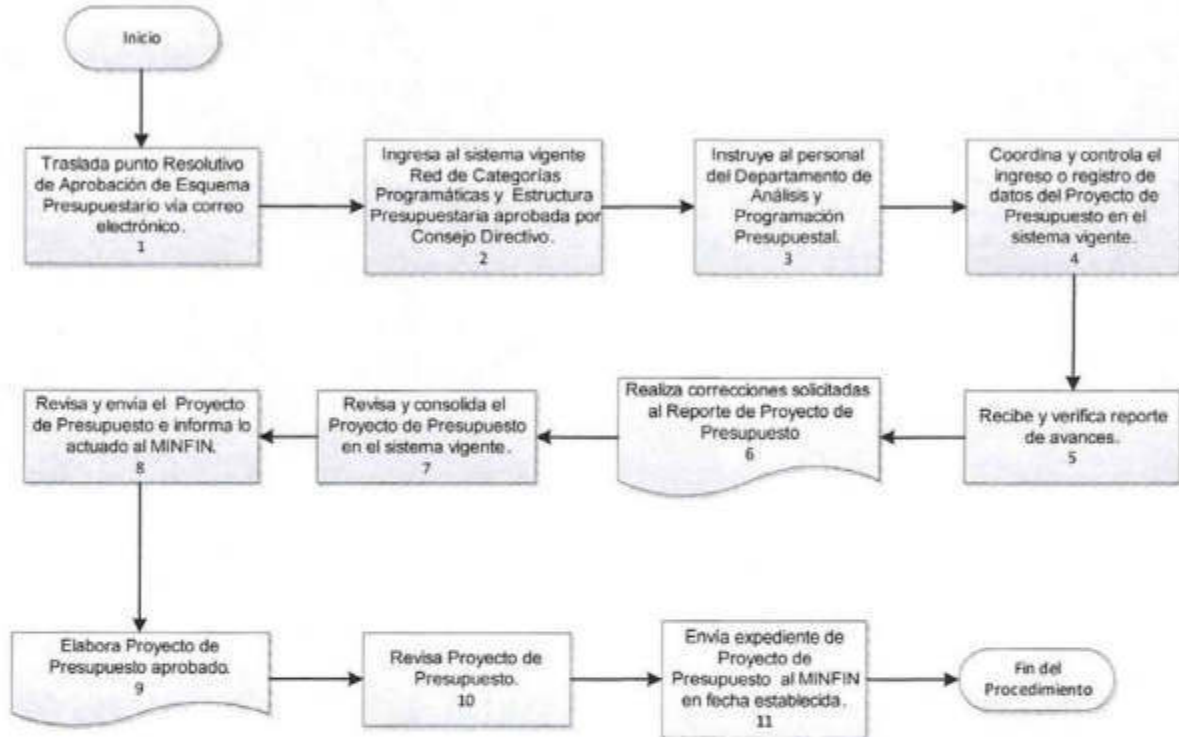 Inicio
Traslada punto Resolutivo
de Aprobación de Esquema
Presupuestario vía correo
electrónico.
1
Ingresa al sistema vigente
Red de Categorías
Programáticas y Estructura
Presupuestaria aprobada por
Consejo Directivo.
2
Instruye al personal
del Departamento de
Análisis y
Programación
Presupuestal.
3
Coordina y controla el
ingreso o registro de
datos del Proyecto de
Presupuesto en el
sistema vigente.
4
Recibe y verifica reporte
de avances.
5
Realiza correcciones solicitadas
al Reporte de Proyecto de
Presupuesto
6
Revisa y consolida el
Proyecto de Presupuesto
en el sistema vigente.
7
Revisa y envia el Proyecto
de Presupuesto e informa lo
actuado al MINFIN.
8
Elabora Proyecto de
Presupuesto aprobado.
9
Revisa Proyecto de
Presupuesto.
10
Envía expediente de
Proyecto de
Presupuesto al MINFIN
en fecha establecida.
11
Fin del
Procedimiento